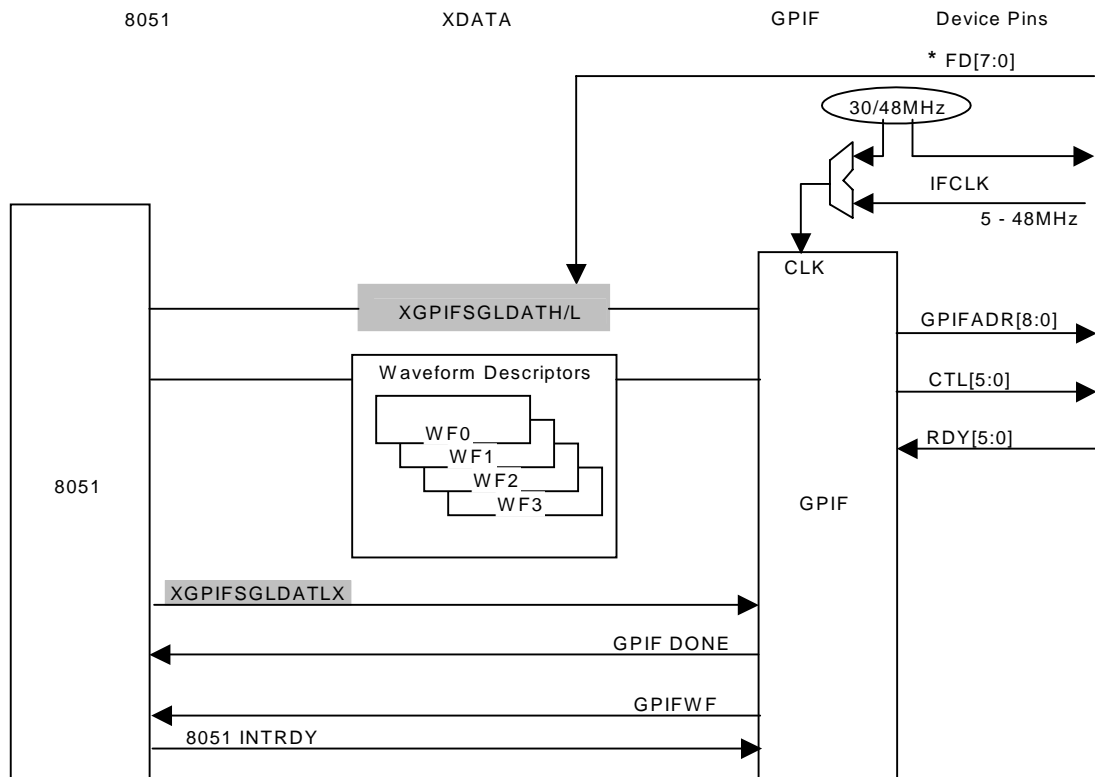 8051 XDATA GPIF Device Pins
* FD[7:0]
30/48MHz
IFCLK
5 - 48MHz
CLK
XGPIFSGLDATH/L
GPIFADR[8:0]
Waveform Descriptors
CTL[5:0]
WF0
RDY[5:0]
WF1
WF2
8051
WF3
GPIF
XGPIFSGLDATLX
GPIF DONE
GPIFWF
8051 INTRDY